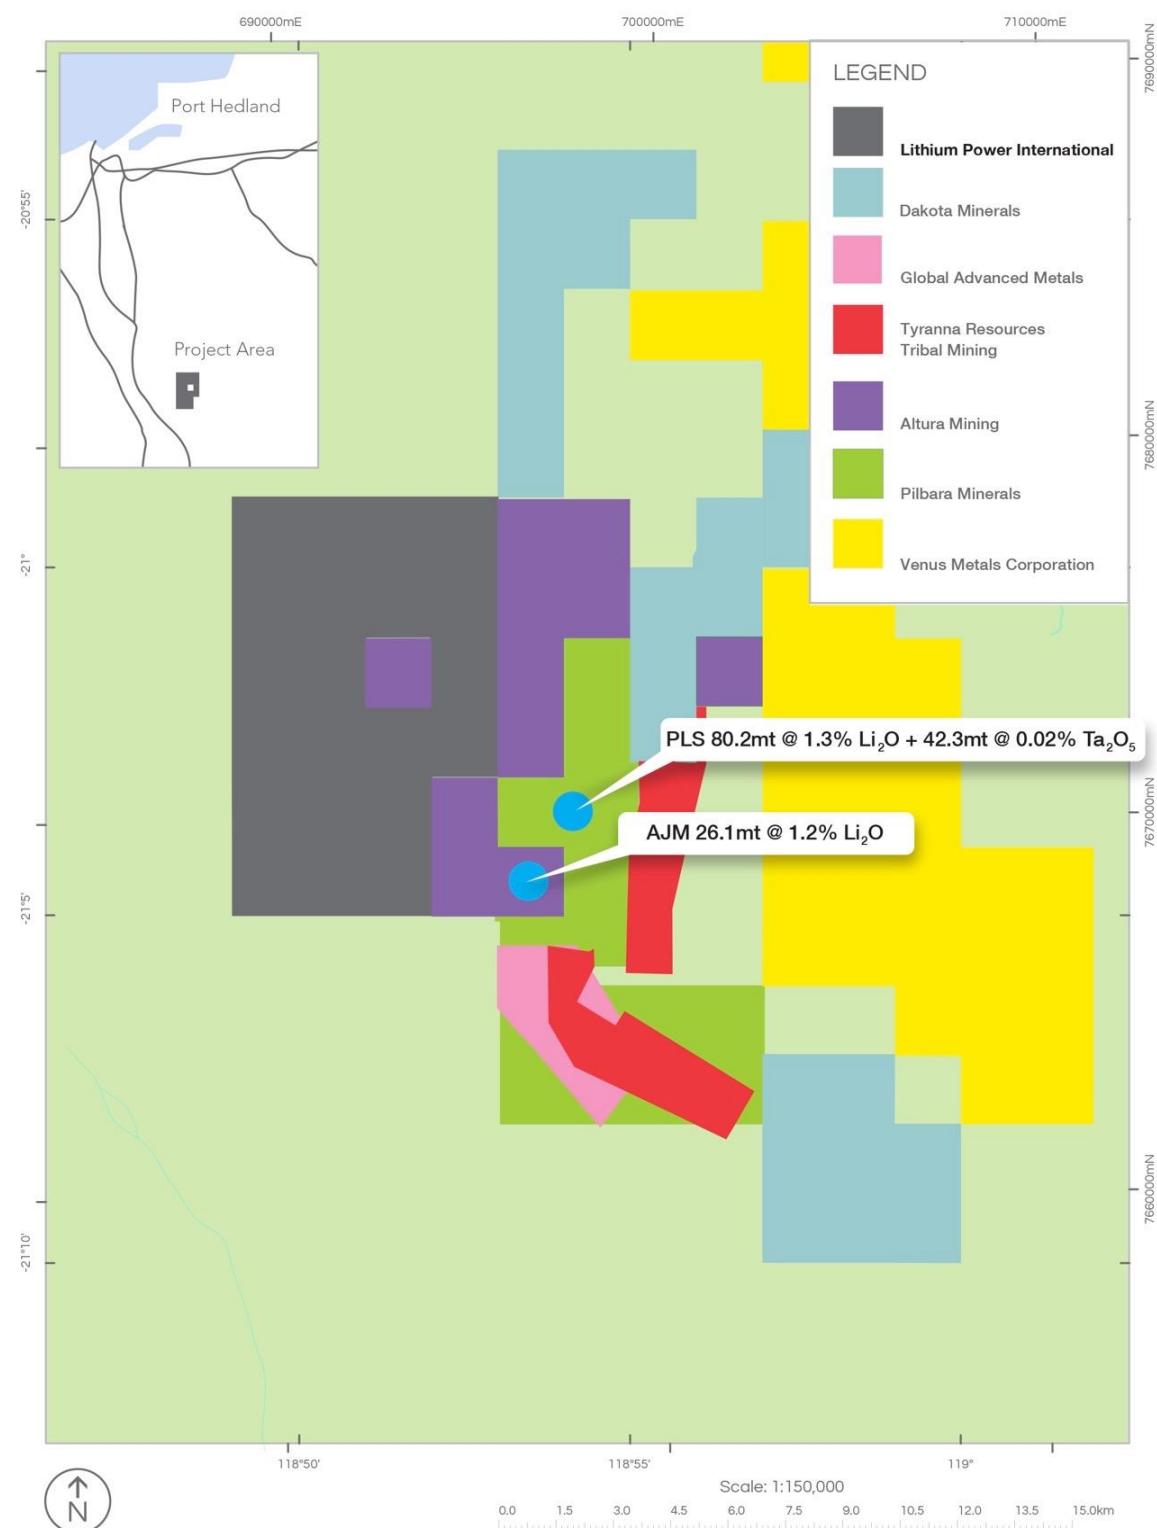 690000mE
700000mE
710000mE
7690000mN
7680000mN
7670000mN
7660000mN
-20°55'
-21°
-21°5'
-21°10'
Port Hedland
Project Area
LEGEND
Lithium Power International
Dakota Minerals
Global Advanced Metals
Tyranna Resources
Tribal Mining
Altura Mining
Pilbara Minerals
Venus Metals Corporation
PLS 80.2mt @ 1.3% Li₂O + 42.3mt @ 0.02% Ta₂O₅
AJM 26.1mt @ 1.2% Li₂O
118°50'
118°55'
119°
N
Scale: 1:150,000
0.0 1.5 3.0 4.5 6.0 7.5 9.0 10.5 12.0 13.5 15.0km